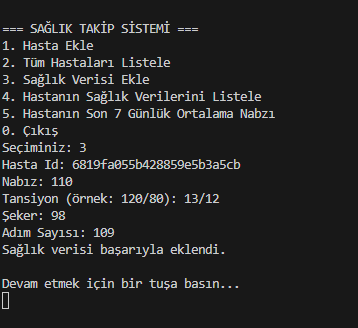 === SAĞLIK TAKİP SİSTEMİ ===
1. Hasta Ekle
2. Tüm Hastaları Listele
3. Sağlık Verisi Ekle
4. Hastanın Sağlık Verilerini Listele
5. Hastanın Son 7 Günlük Ortalama Nabzı
0. Çıkış
Seçiminiz: 3
Hasta Id: 6819fa055b428859e5b3a5cb
Nabız: 110
Tansiyon (örnek: 120/80): 13/12
Şeker: 98
Adım Sayısı: 109
Sağlık verisi başarıyla eklendi.
Devam etmek için bir tuşa basın...